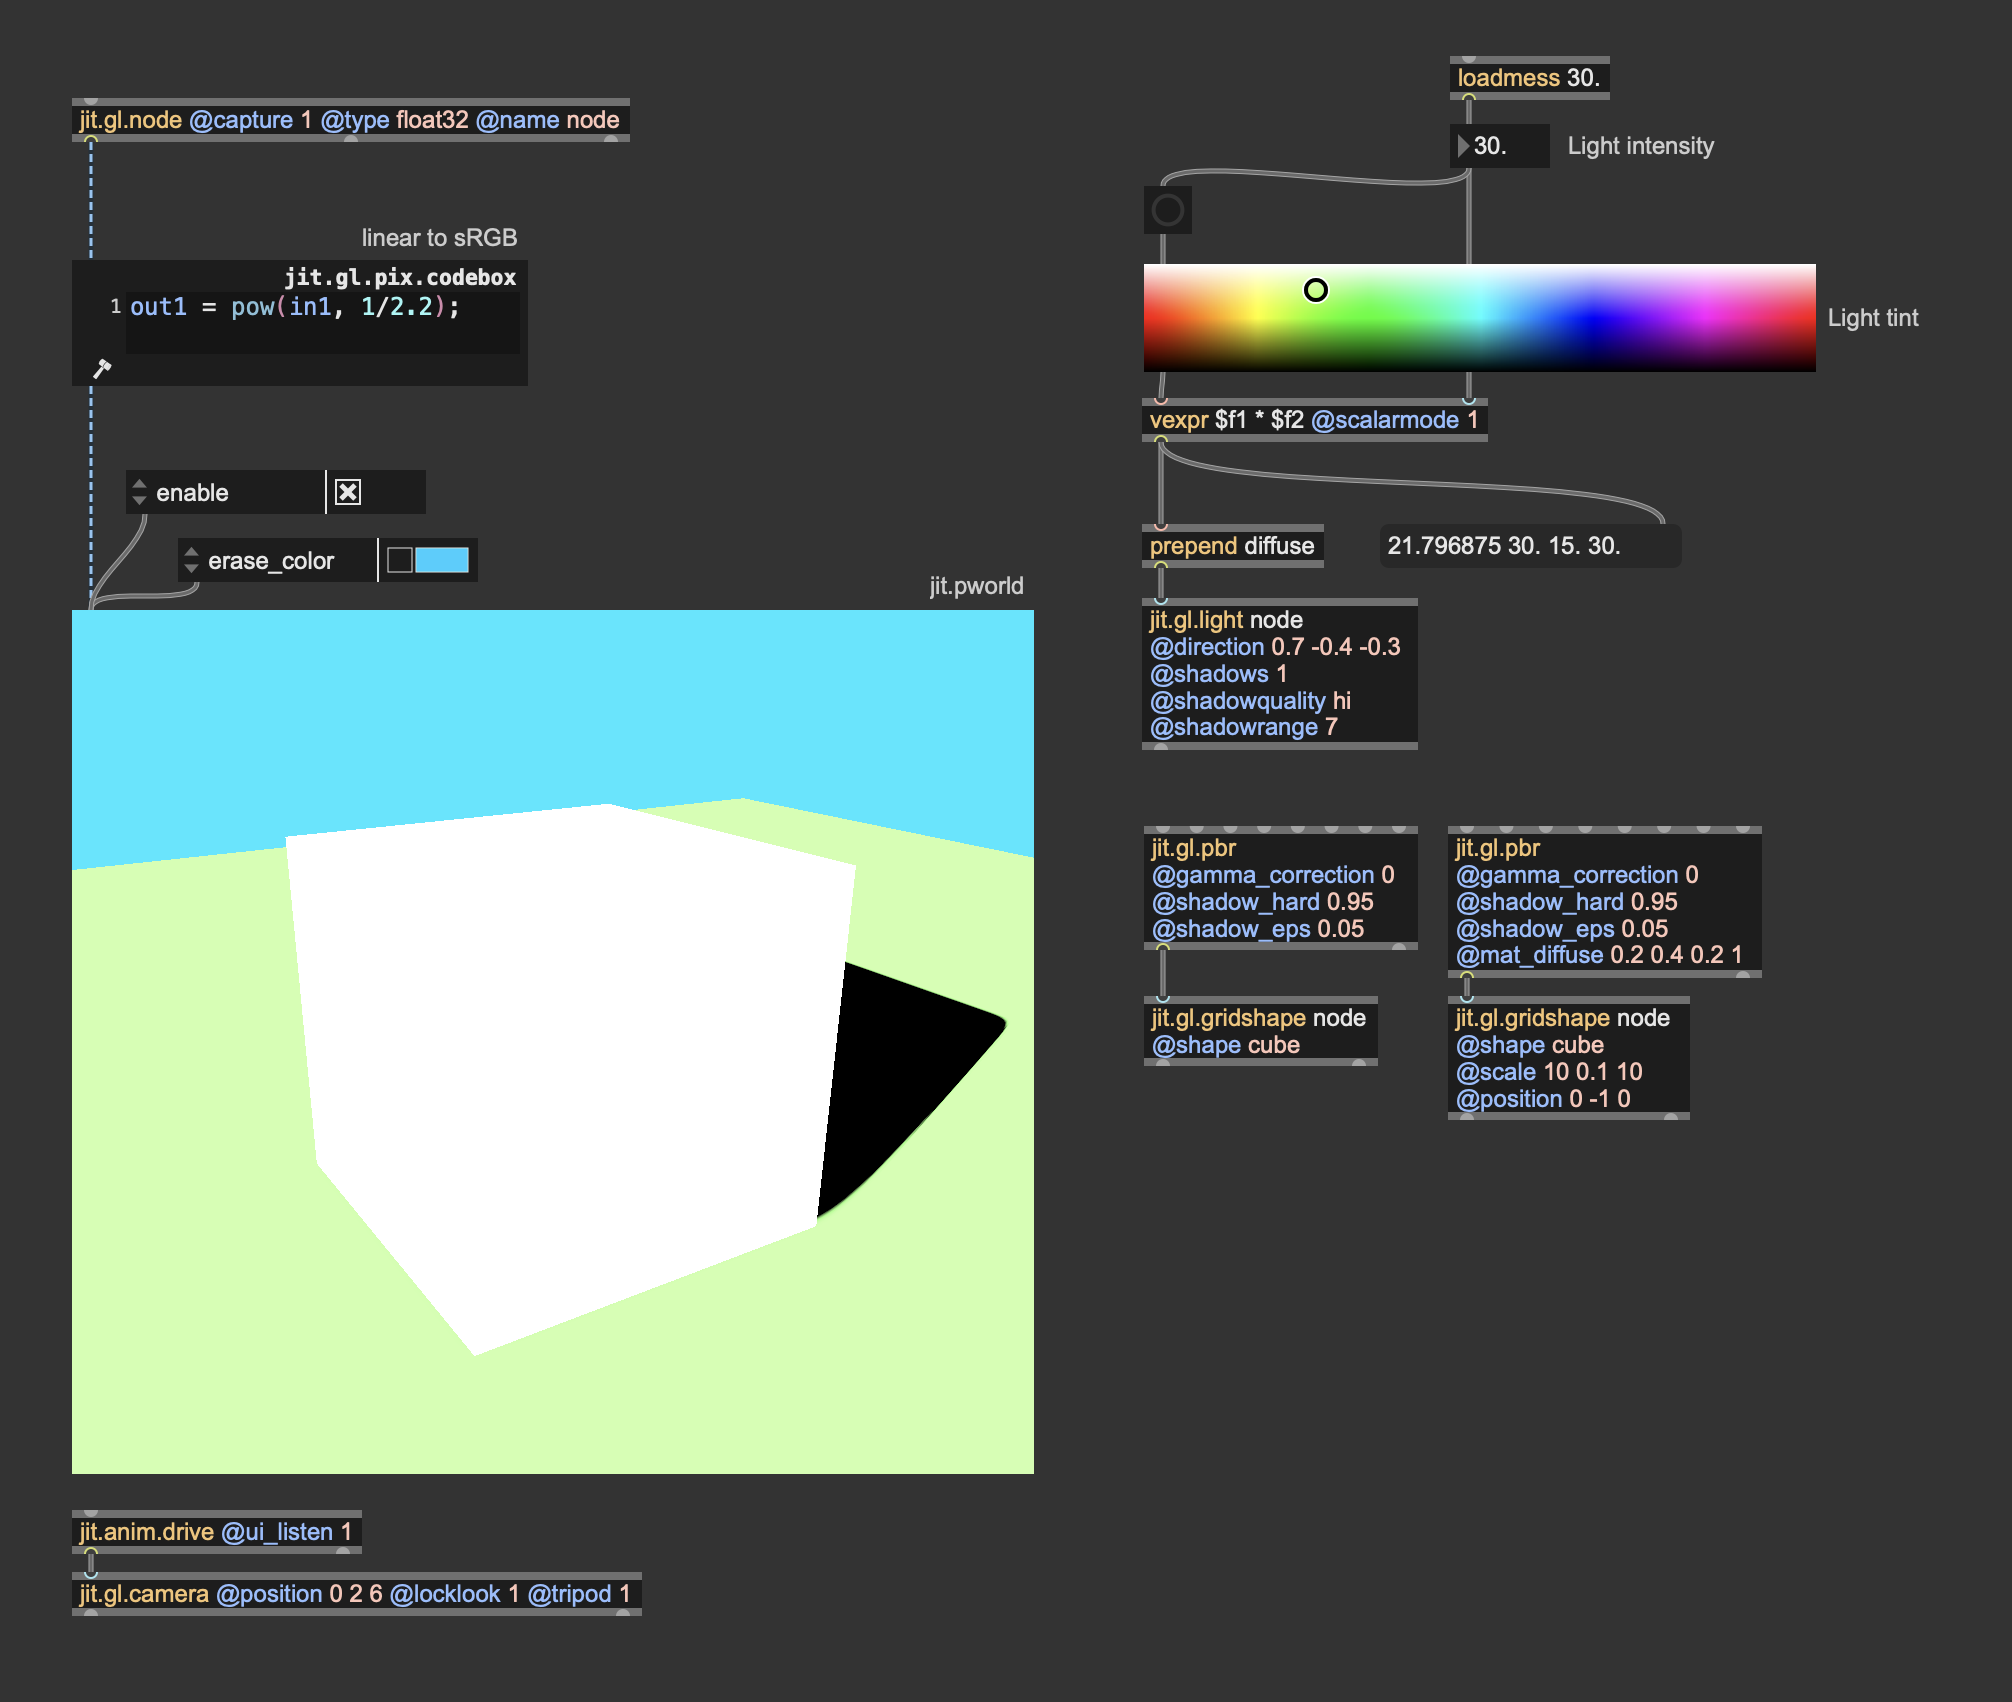 jit.gl.node @capture 1 @type float32 @name node
linear to sRGB
jit.gl.pix.codebox
1 out1 = pow(in1, 1/2.2);
enable
erase_color
jit.pworld
jit.anim.drive @ui_listen 1
jit.gl.camera @position 0 2 6 @locklook 1 @tripod 1
loadmess 30.
30.
Light intensity
Light tint
vexpr $f1 * $f2 @scalarmode 1
prepend diffuse
21.796875 30. 15. 30.
jit.gl.light node
@direction 0.7 -0.4 -0.3
@shadows 1
@shadowquality hi
@shadowrange 7
jit.gl.pbr
@gamma_correction 0
@shadow_hard 0.95
@shadow_eps 0.05
jit.gl.gridshape node
@shape cube
jit.gl.pbr
@gamma_correction 0
@shadow_hard 0.95
@shadow_eps 0.05
@mat_diffuse 0.2 0.4 0.2 1
jit.gl.gridshape node
@shape cube
@scale 10 0.1 10
@position 0 -1 0